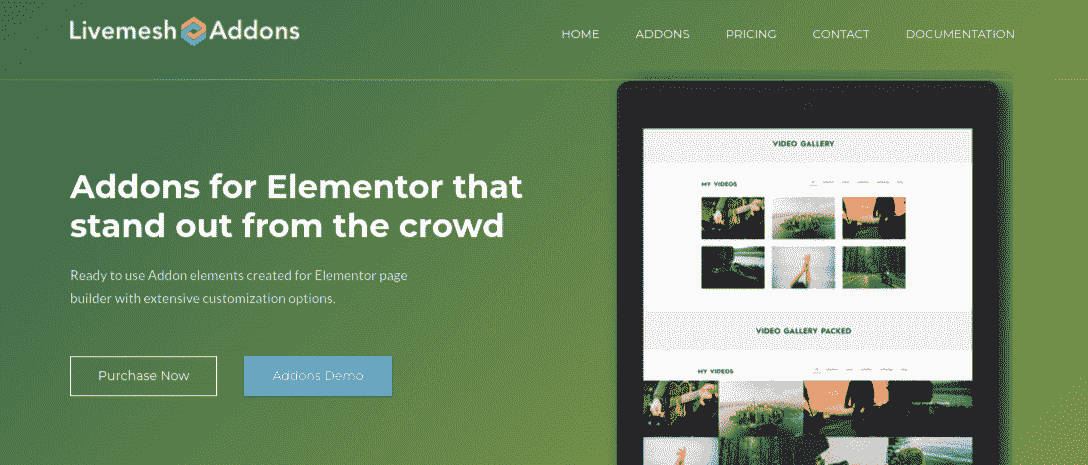 Livemesh Addons
HOME ADDONS PRICING CONTACT DOCUMENTATION
Addons for Elementor that
stand out from the crowd
Ready to use Addon elements created for Elementor page
builder with extensive customization options.
Purchase Now Addons Demo
VIDEO GALLERY
MY VIDEOS
VIDEO GALLERY PACKED
MY VIDEOS